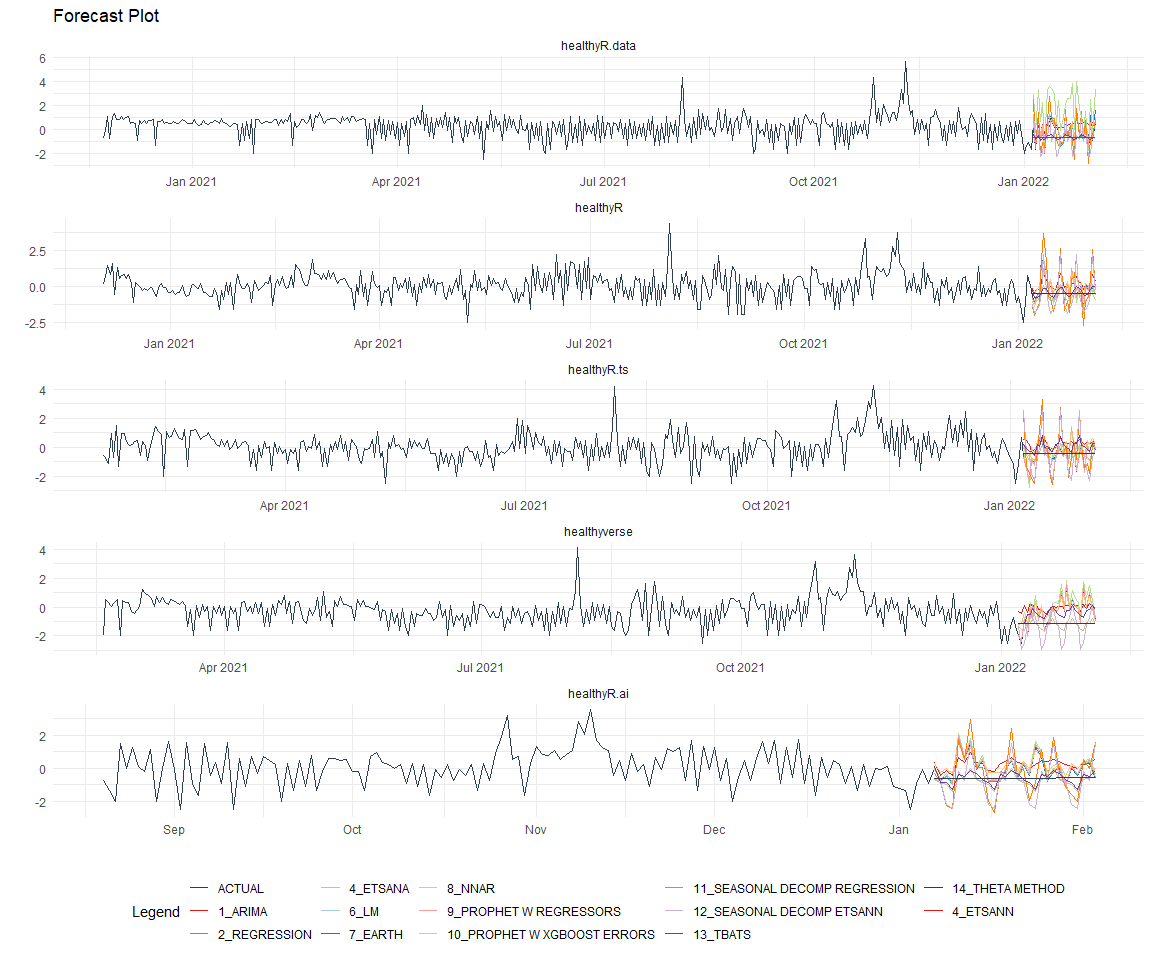 Forecast Plot
healthyR.data
6
4
2
0
-2
Jan 2021 Apr 2021 Jul 2021 Oct 2021 Jan 2022
healthyR
2.5
0.0
-2.5
Jan 2021 Apr 2021 Jul 2021 Oct 2021 Jan 2022
healthyR.ts
4
2
0
-2
Apr 2021 Jul 2021 Oct 2021 Jan 2022
healthyverse
4
2
0
-2
Apr 2021 Jul 2021 Oct 2021 Jan 2022
healthyR.ai
2
0
-2
Sep Oct Nov Dec Jan Feb
ACTUAL 4_ETSANA 8_NNAR 11_SEASONAL DECOMP REGRESSION 14_THETA METHOD
Legend 1_ARIMA 6_LM 9_PROPHET W REGRESSORS 12_SEASONAL DECOMP ETSANN 4_ETSANN
2_REGRESSION 7_EARTH 10_PROPHET W XGBOOST ERRORS 13_TBATS